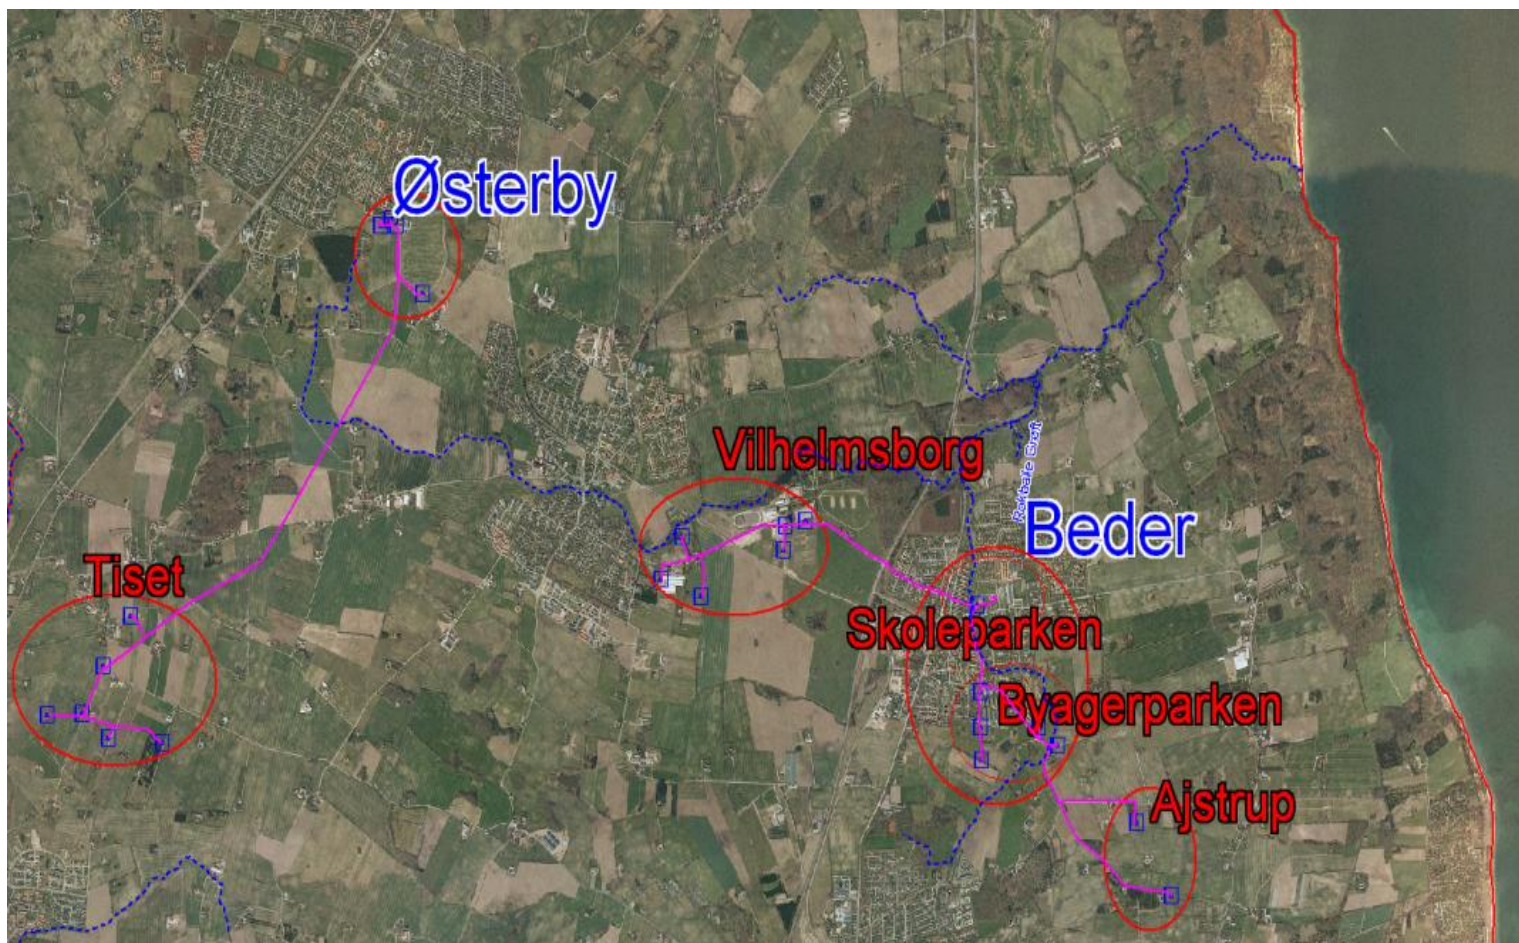 Østerby
Vilhelmsborg
Beder
Tiset
Skoleparken
Byagerparken
Ajstrup